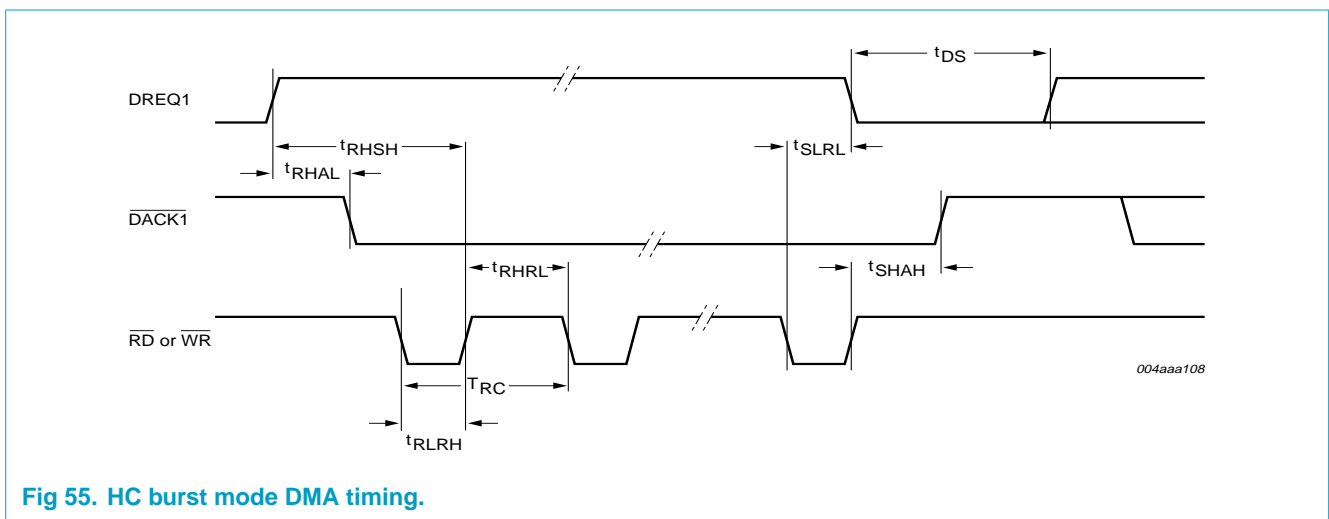 tDS
DREQ1
tRHSH
tSLRL
tRHAL
DACK1
tRHRL
tSHAH
RD or WR
004aaa108
TRC
tRLRH
Fig 55. HC burst mode DMA timing.